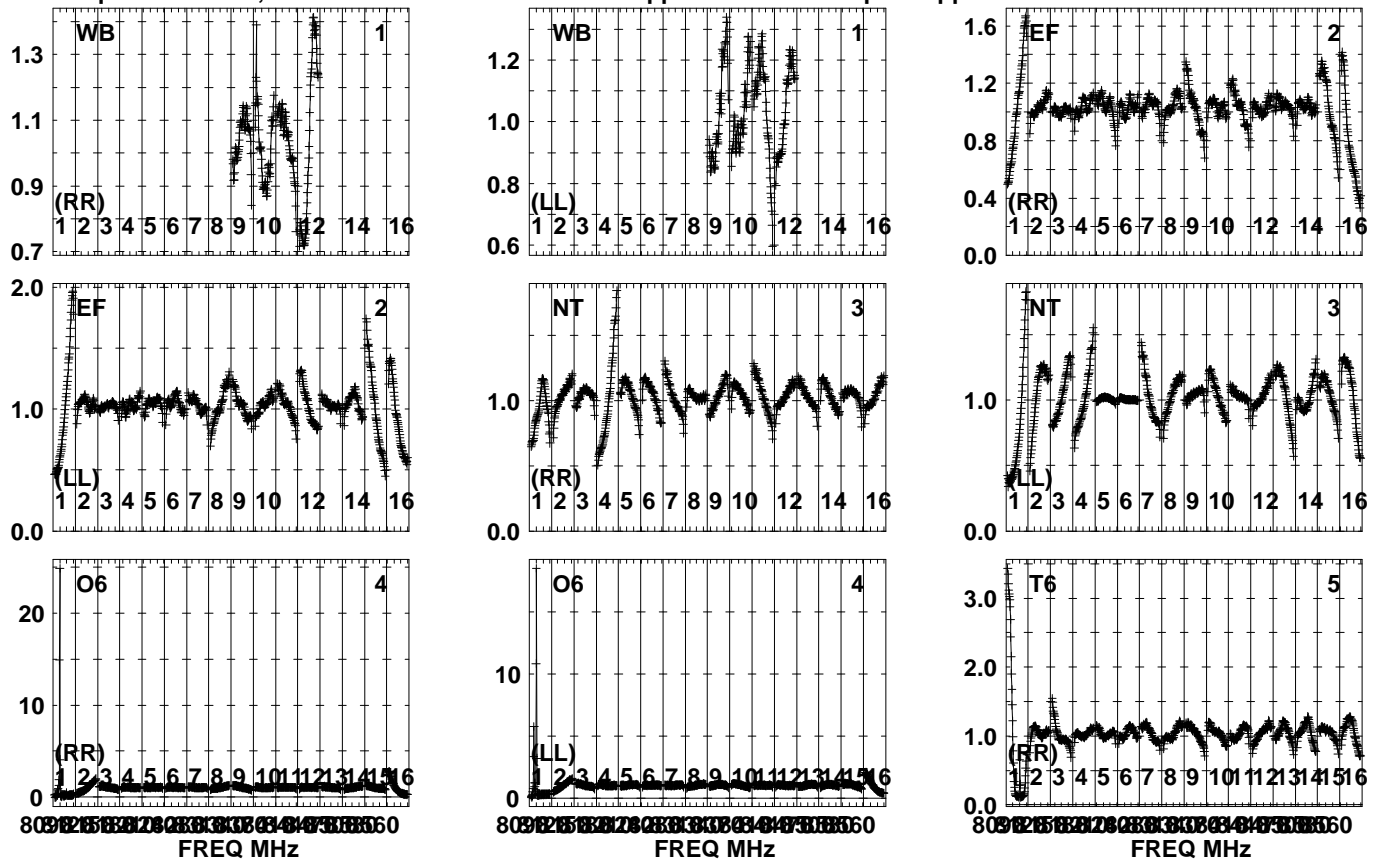 WB 1
1.3
1.1
0.9
0.7
(RR)
1 2 3 4 5 6 7 8 9 10 12 14 16
WB 1
1.2
1.0
0.8
0.6
(LL)
1 2 3 4 5 6 7 8 9 10 12 14 16
EF 2
1.6
1.2
0.8
0.4
0.0
(RR)
1 2 3 4 5 6 7 8 9 10 12 14 16
EF 2
2.0
1.0
0.0
(LL)
1 2 3 4 5 6 7 8 9 10 12 14 16
NT 3
1.0
0.0
(RR)
1 2 3 4 5 6 7 8 9 10 12 14 16
NT 3
1.0
0.0
(LL)
1 2 3 4 5 6 7 8 9 10 12 14 16
O6 4
20
10
0
(RR)
1 2 3 4 5 6 7 8 9 10 11 12 13 14 15 16
FREQ MHz
O6 4
10
0
(LL)
1 2 3 4 5 6 7 8 9 10 11 12 13 14 15 16
FREQ MHz
T6 5
3.0
2.0
1.0
0.0
(RR)
1 2 3 4 5 6 7 8 9 10 11 12 13 14 15 16
FREQ MHz